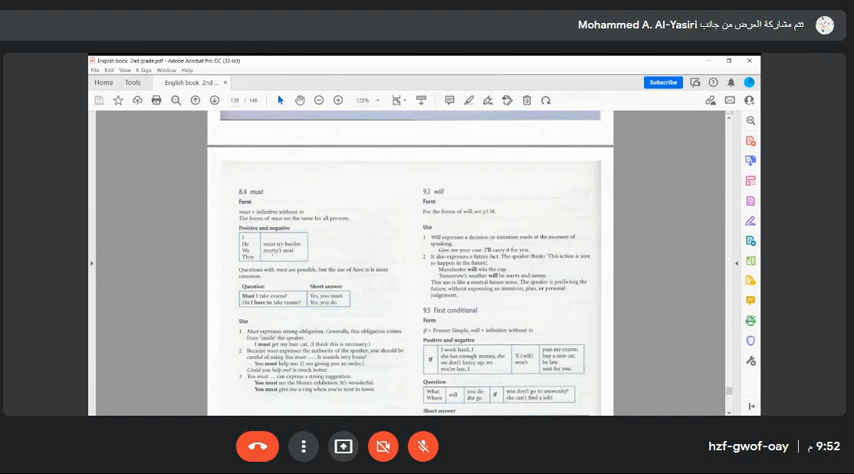 تتم مشاركة العرض من جانب Mohammed A. Al-Yasiri
English book 2nd grade.pdf - Adobe Acrobat Pro DC (32-bit)
File Edit View E-Sign Window Help
Home Tools English book 2nd ... × Subscribe
139 / 146 125%
8.4 must
Form
must + infinitive without to
The forms of must are the same for all persons.
Positive and negative
I
He
We
They
must try harder.
mustn't steal.
Questions with must are possible, but the use of have to is more
common.
Question Short answer
Must I take exams? Yes, you must.
Do I have to take exams? Yes, you do
Use
1 Must expresses strong obligation. Generally, this obligation comes
from 'inside' the speaker.
I must get my hair cut. (I think this is necessary.)
2 Because must expresses the authority of the speaker, you should be
careful of using You must .... It sounds very bossy!
You must help me. (I am giving you an order.)
Could you help me? is much better.
3 You must ... can express a strong suggestion.
You must see the Monet exhibition. It's wonderful.
You must give me a ring when you're next in town.
9.2 will
Form
For the forms of will, see p134.
Use
1 Will expresses a decision or intention made at the moment of
speaking.
Give me your case. I'll carry it for you.
2 It also expresses a future fact. The speaker thinks 'This action is sure
to happen in the future'.
Manchester will win the cup.
Tomorrow's weather will be warm and sunny.
This use is like a neutral future tense. The speaker is predicting the
future, without expressing an intention, plan, or personal
judgement.
9.3 First conditional
Form
if + Present Simple, will + infinitive without to
Positive and negative
If
I work hard, I
she has enough money, she
we don't hurry up, we
you're late, I
'll (will)
won't
pass my exams.
buy a new car.
be late.
wait for you.
Question
What
Where
will
you do
she go
if
you don't go to university?
she can't find a job?
Short answer
hzf-gwof-oay | 9:52 م